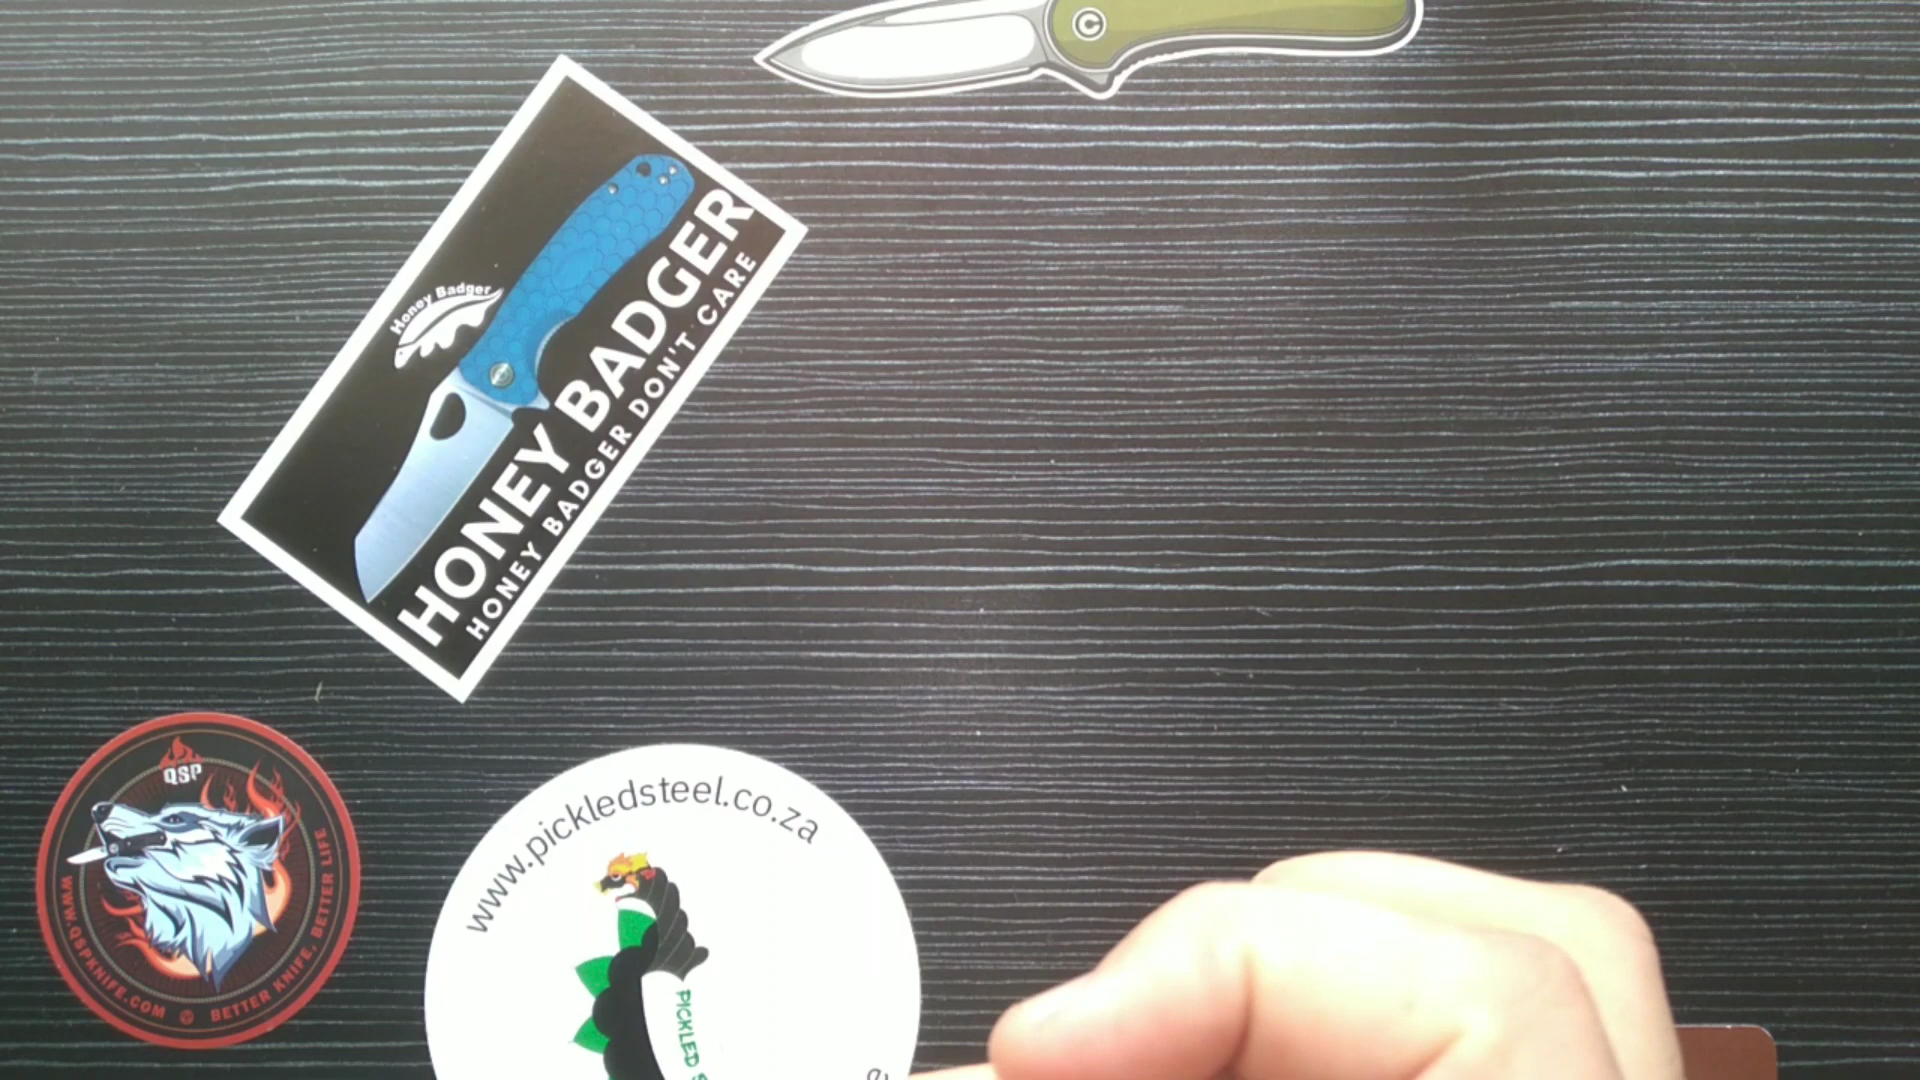 Honey Badger
HONEY BADGER
HONEY BADGER DON'T CARE
QSP
WWW.QSPKNIFE.COM
BETTER KNIFE, BETTER LIFE
www.pickledsteel.co.za
PICKLED